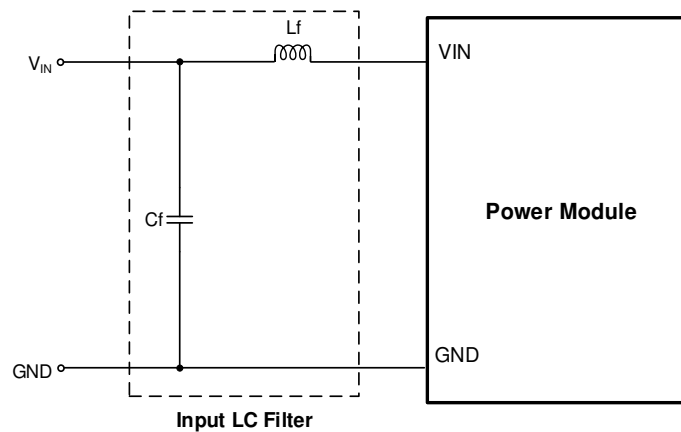 Lf
VIN
VIN
Cf
Power Module
GND
GND
Input LC Filter